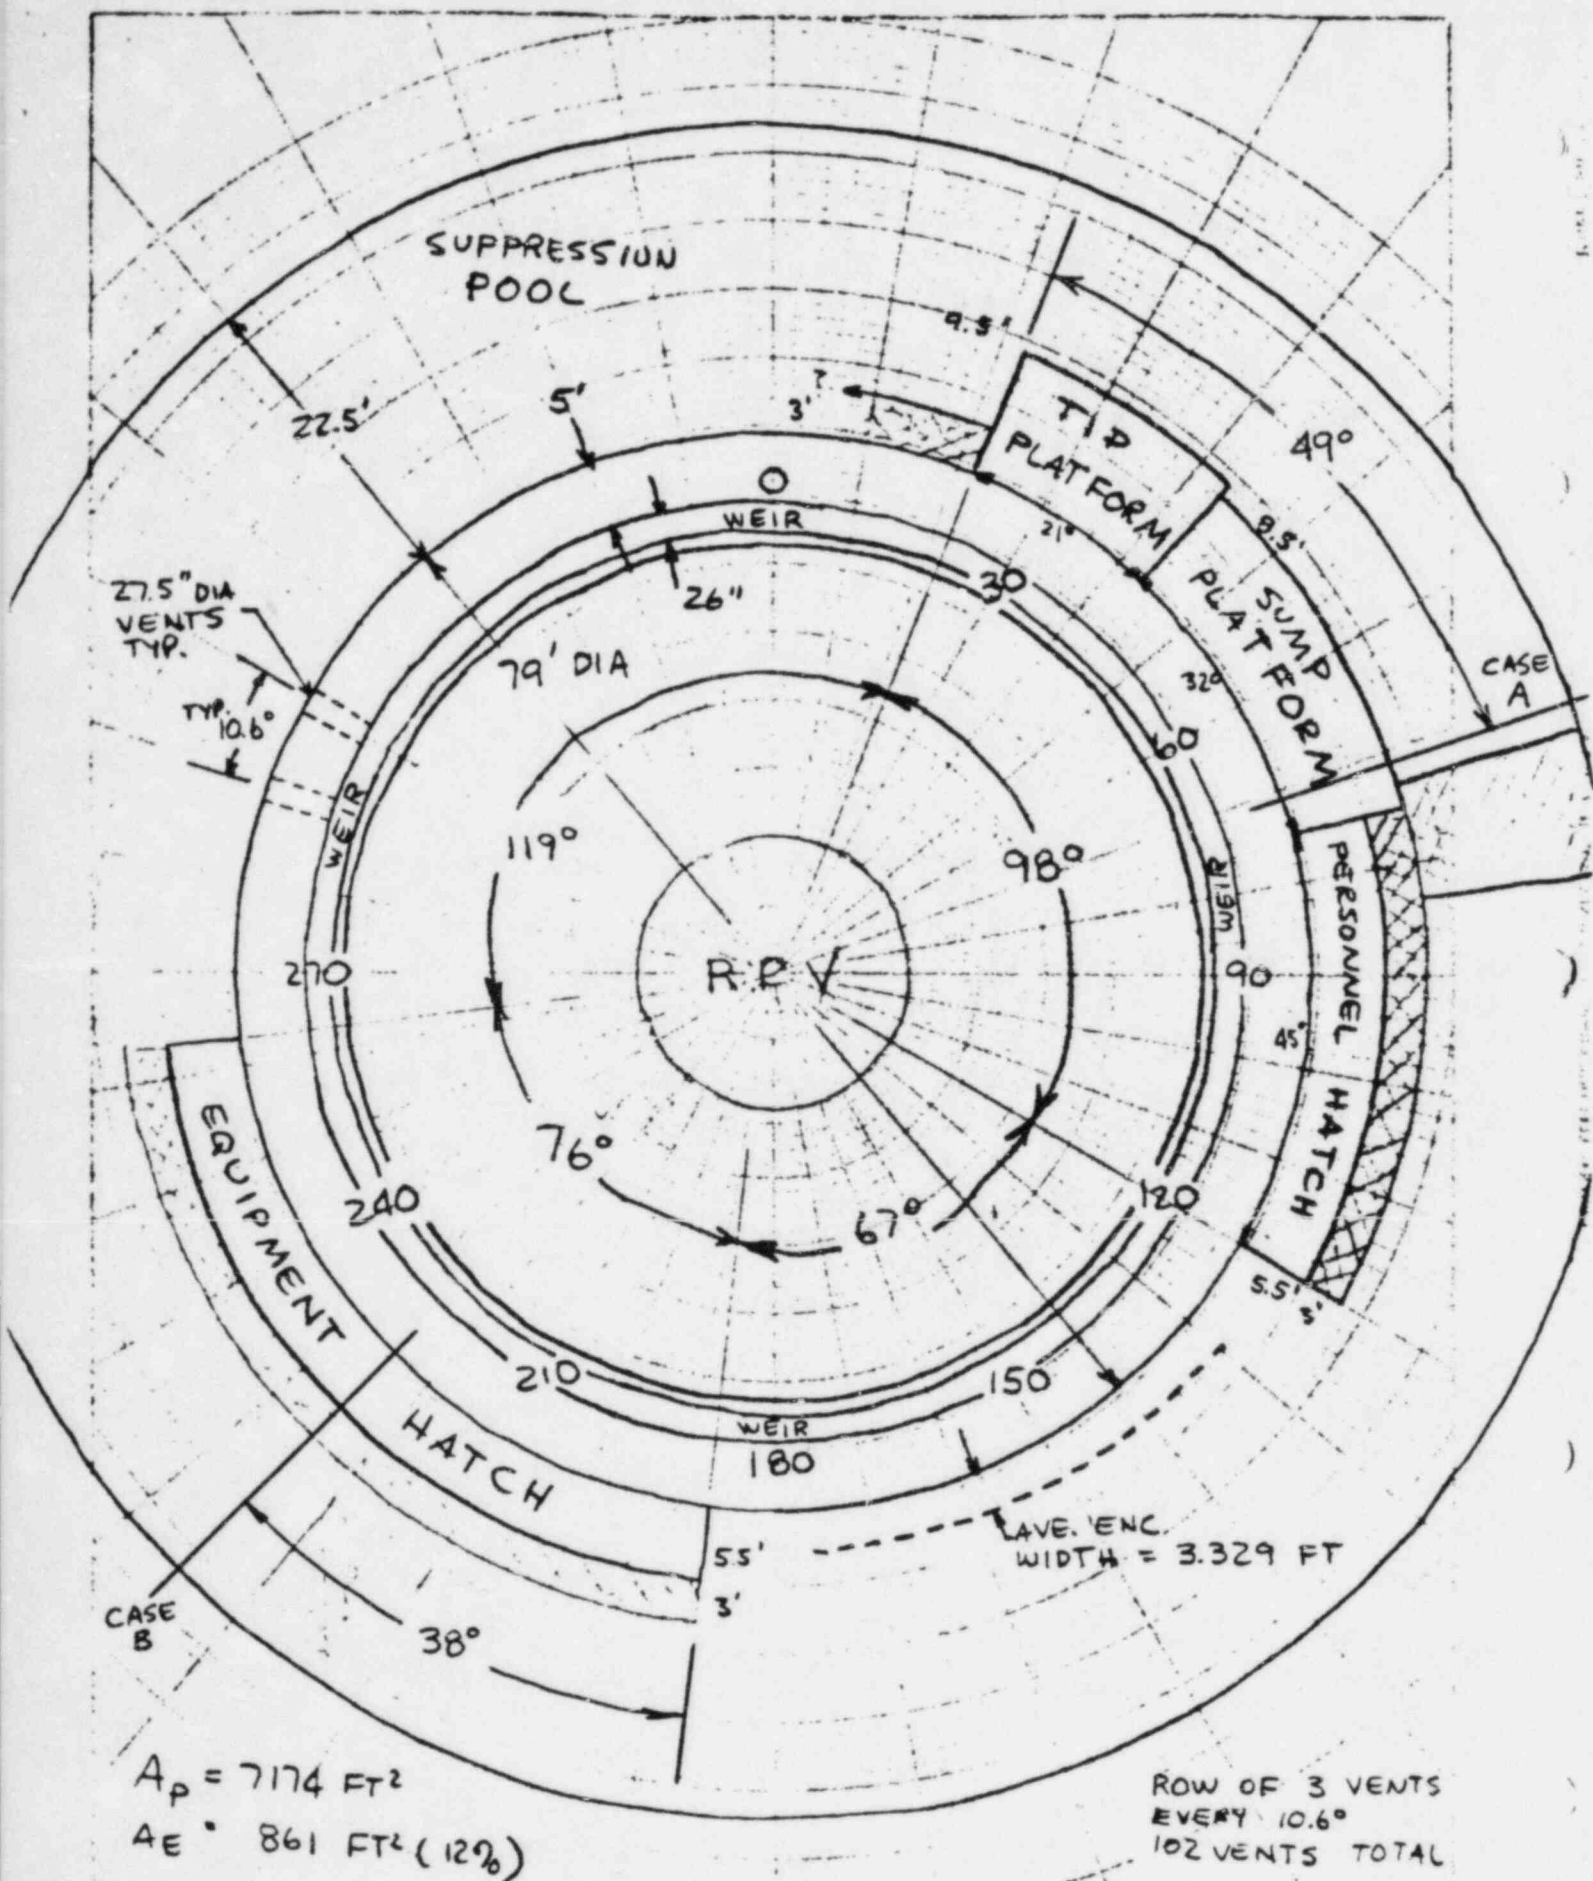 SUPPRESSION
POOL
9.5'
?
3'
TIP
PLATFORM
49°
22.5'
5'
0
WEIR
21°
8.5'
SUMP
PLATFORM
30
27.5" DIA
VENTS
TYP.
26"
79' DIA
32°
CASE
A
TYP.
10.6°
60
WEIR
119°
98°
WEIR
PERSONNEL HATCH
270
R.P.V
90
45°
EQUIPMENT HATCH
76°
67°
240
120
5.5'
3'
210
150
WEIR
180
AVE. ENC.
WIDTH = 3.329 FT
5.5'
3'
CASE
B
38°
Ap = 7174 FT²
AE = 861 FT² (12%)
ROW OF 3 VENTS
EVERY 10.6°
102 VENTS TOTAL